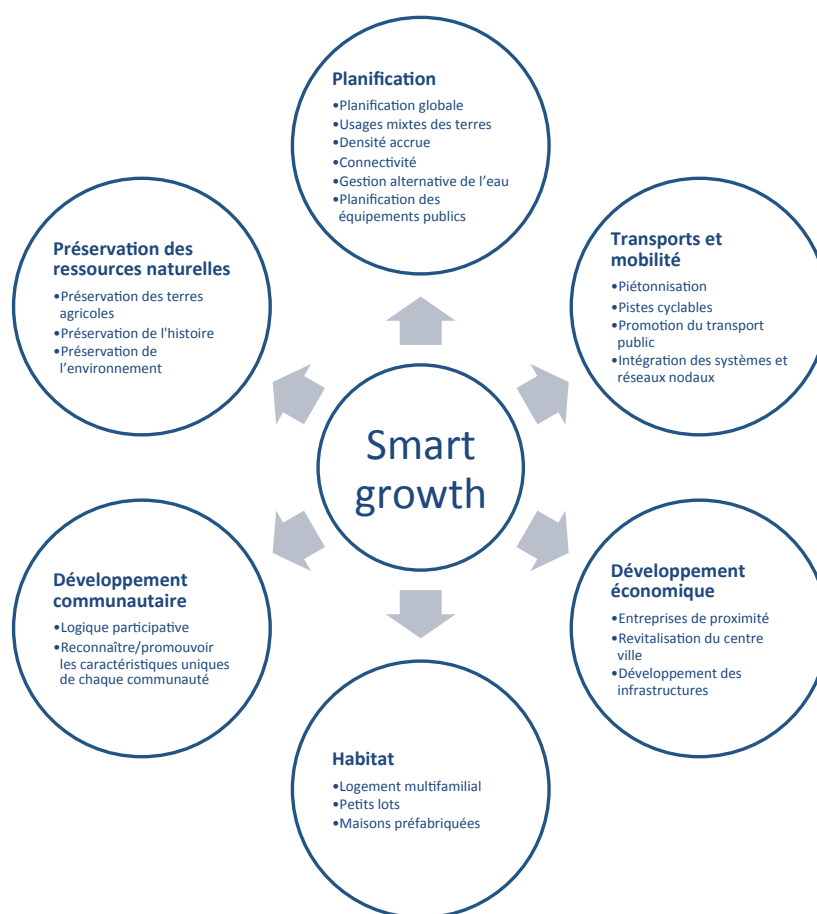 Planification
•Planification globale
•Usages mixtes des terres
•Densité accrue
•Connectivité
•Gestion alternative de l’eau
•Planification des
équipements publics
Transports et
mobilité
•Piétonnisation
•Pistes cyclables
•Promotion du transport
public
•Intégration des systèmes et
réseaux nodaux
Développement
économique
•Entreprises de proximité
•Revitalisation du centre
ville
•Développement des
infrastructures
Habitat
•Logement multifamilial
•Petits lots
•Maisons préfabriquées
Développement
communautaire
•Logique participative
•Reconnaître/promouvoir
les caractéristiques uniques
de chaque communauté
Préservation des
ressources naturelles
•Préservation des terres
agricoles
•Préservation de l'histoire
•Préservation de
l’environnement
Smart
growth